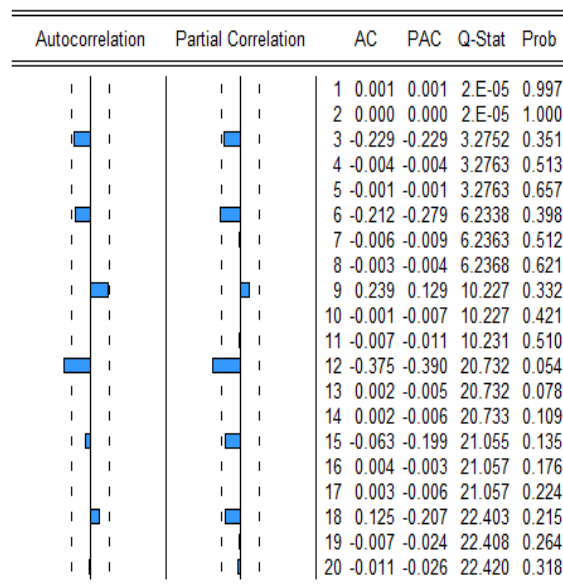 Autocorrelation Partial Correlation AC PAC Q-Stat Prob
1 0.001 0.001 2.E-05 0.997
2 0.000 0.000 2.E-05 1.000
3 -0.229 -0.229 3.2752 0.351
4 -0.004 -0.004 3.2763 0.513
5 -0.001 -0.001 3.2763 0.657
6 -0.212 -0.279 6.2338 0.398
7 -0.006 -0.009 6.2363 0.512
8 -0.003 -0.004 6.2368 0.621
9 0.239 0.129 10.227 0.332
10 -0.001 -0.007 10.227 0.421
11 -0.007 -0.011 10.231 0.510
12 -0.375 -0.390 20.732 0.054
13 0.002 -0.005 20.732 0.078
14 0.002 -0.006 20.733 0.109
15 -0.063 -0.199 21.055 0.135
16 0.004 -0.003 21.057 0.176
17 0.003 -0.006 21.057 0.224
18 0.125 -0.207 22.403 0.215
19 -0.007 -0.024 22.408 0.264
20 -0.011 -0.026 22.420 0.318